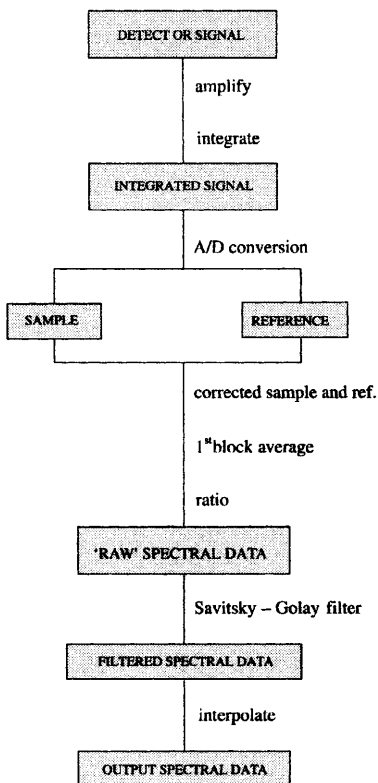 DETECT OR SIGNAL
amplify
integrate
INTEGRATED SIGNAL
A/D conversion
SAMPLE
REFERENCE
corrected sample and ref.
1st block average
ratio
'RAW' SPECTRAL DATA
Savitsky – Golay filter
FILTERED SPECTRAL DATA
interpolate
OUTPUT SPECTRAL DATA